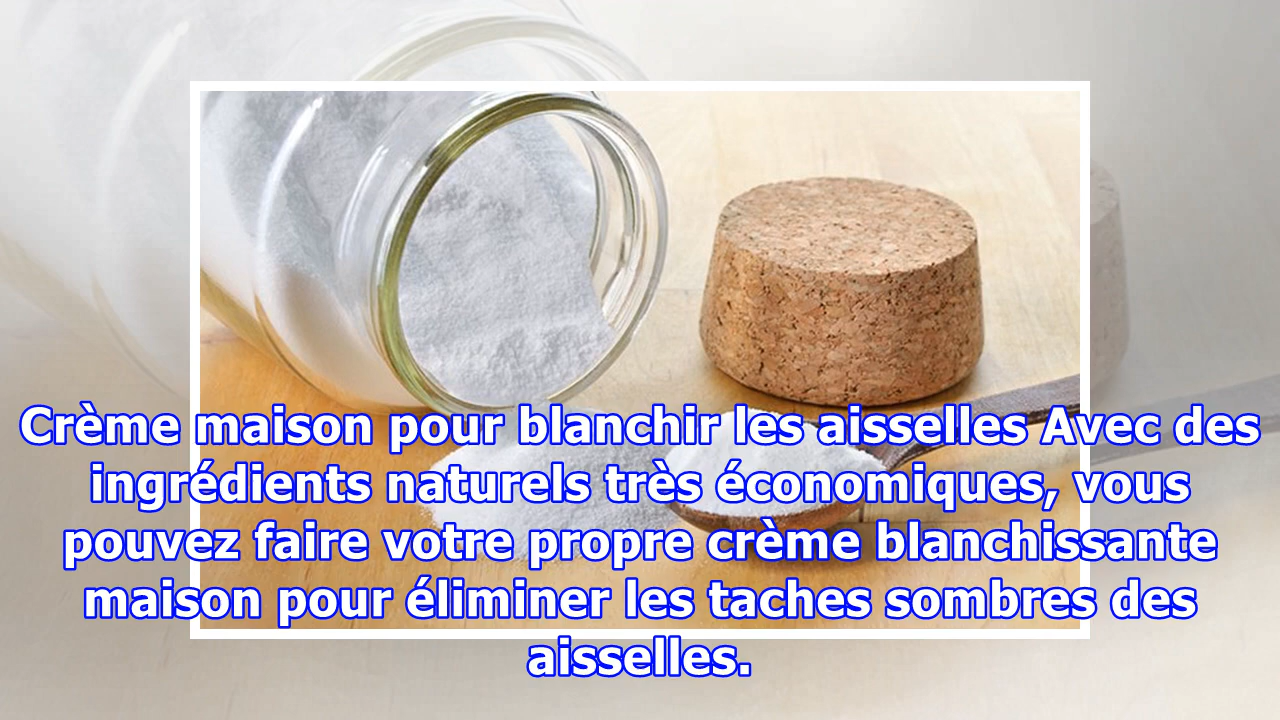 Crème maison pour blanchir les aisselles Avec des
ingrédients naturels très économiques, vous
pouvez faire votre propre crème blanchissante
maison pour éliminer les taches sombres des
aisselles.